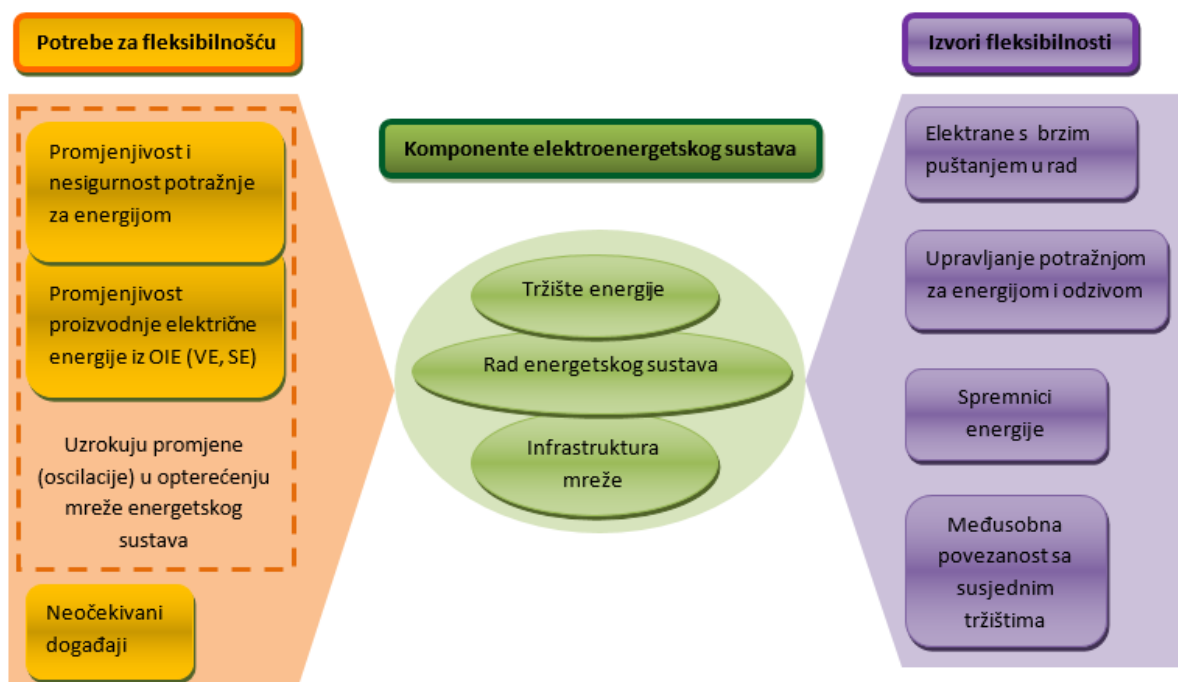 Potrebe za fleksibilnošću
Promjenjivost i
nesigurnost potražnje
za energijom
Promjenjivost
proizvodnje električne
energije iz OIE (VE, SE)
Uzrokuju promjene
(oscilacije) u opterećenju
mreže energetskog
sustava
Neočekivani
događaji
Komponente elektroenergetskog sustava
Tržište energije
Rad energetskog sustava
Infrastruktura
mreže
Izvori fleksibilnosti
Elektrane s brzim
puštanjem u rad
Upravljanje potražnjom
za energijom i odzivom
Spremnici
energije
Međusobna
povezanost sa
susjednim
tržištima